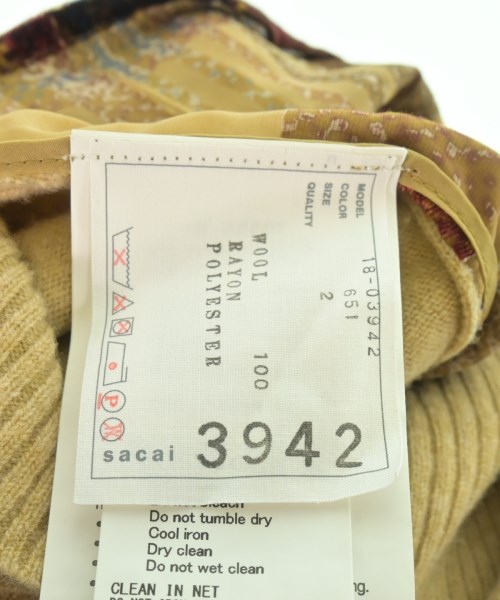 MODEL 18-03942
COLOR 651
SIZE 2
QUALITY
WOOL 100
RAYON
POLYESTER
P
W
sacai 3942
Do not tumble dry
Cool iron
Dry clean
Do not wet clean
CLEAN IN NET
ng.